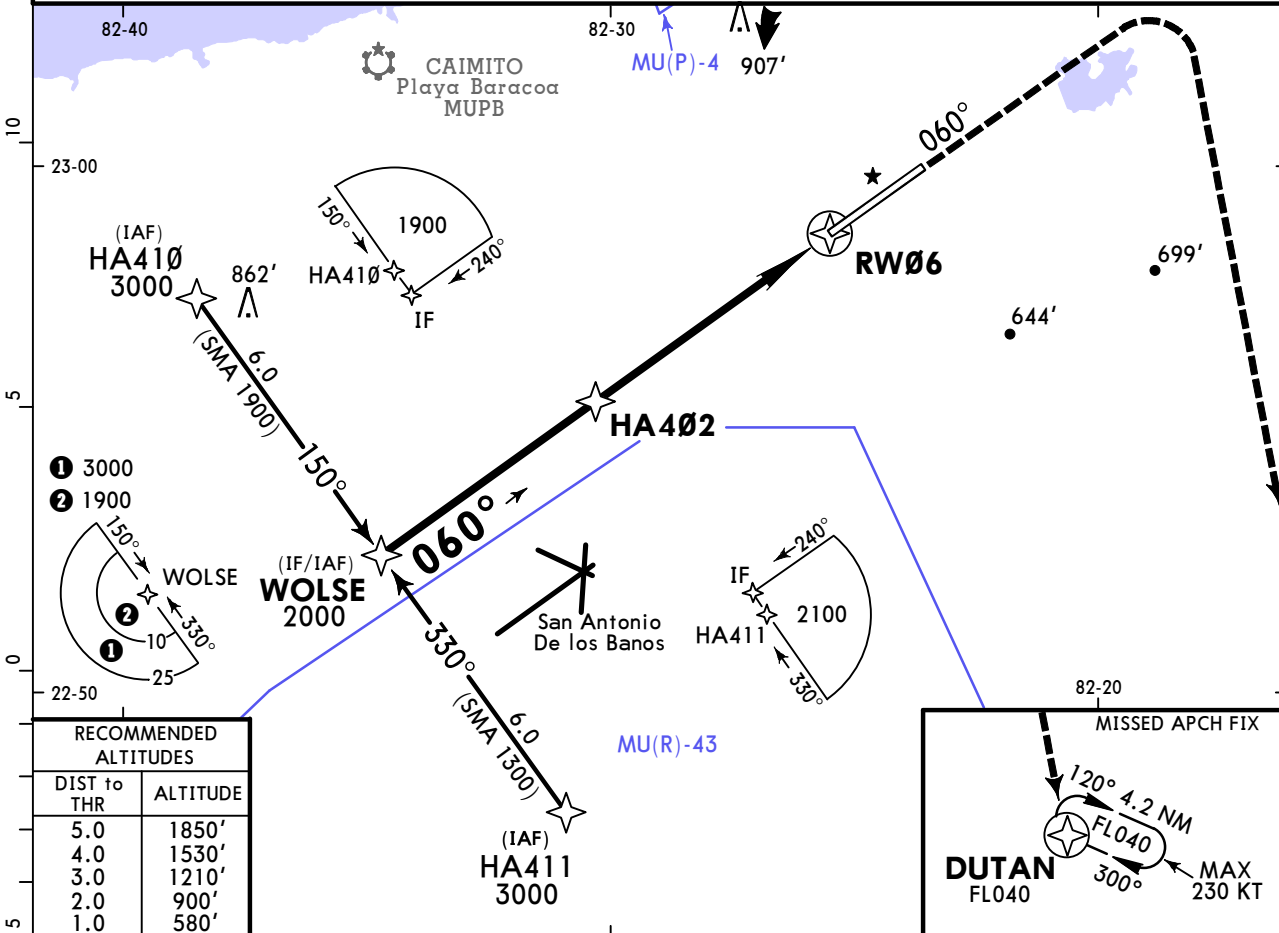 82-40
82-30
MU(P)-4
907'
CAIMITO
Playa Baracoa
MUPB
10
23-00
060°
(IAF)
HA41Ø
3000
862'
150°
1900
HA41Ø
240°
IF
RWØ6
699'
644'
6.0
(SMA 1900)
150°
5
HA4Ø2
1 3000
2 1900
150°
WOLSE
2
330°
10
1
25
(IF/IAF)
WOLSE
2000
060°
San Antonio
De los Banos
240°
IF
2100
HA411
330°
330°
6.0
(SMA 1300)
0
22-50
82-20
MU(R)-43
(IAF)
HA411
3000
RECOMMENDED
ALTITUDES
DIST to
THR
ALTITUDE
5.0 1850'
4.0 1530'
3.0 1210'
2.0 900'
1.0 580'
5
MISSED APCH FIX
120° 4.2 NM
FL040
300°
DUTAN
FL040
MAX
230 KT